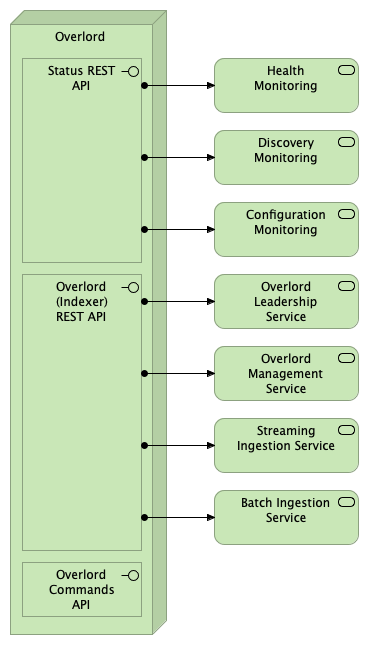 Overlord
Status REST
API
Health
Monitoring
Discovery
Monitoring
Configuration
Monitoring
Overlord
(Indexer)
REST API
Overlord
Leadership
Service
Overlord
Management
Service
Streaming
Ingestion Service
Batch Ingestion
Service
Overlord
Commands
API